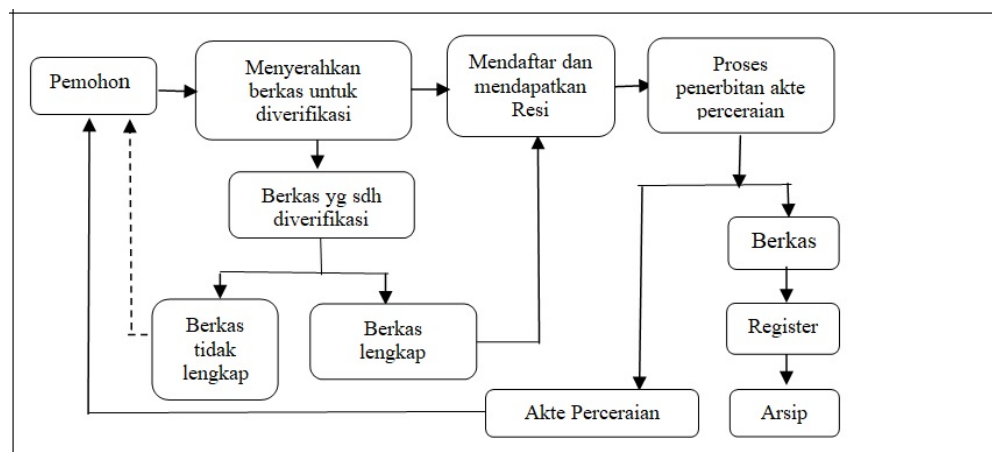 Pemohon
Menyerahkan
berkas untuk
diverifikasi
Mendaftar dan
mendapatkan
Resi
Proses
penerbitan akte
perceraian
Berkas yg sdh
diverifikasi
Berkas
tidak
lengkap
Berkas
lengkap
Berkas
Register
Akte Perceraian
Arsip